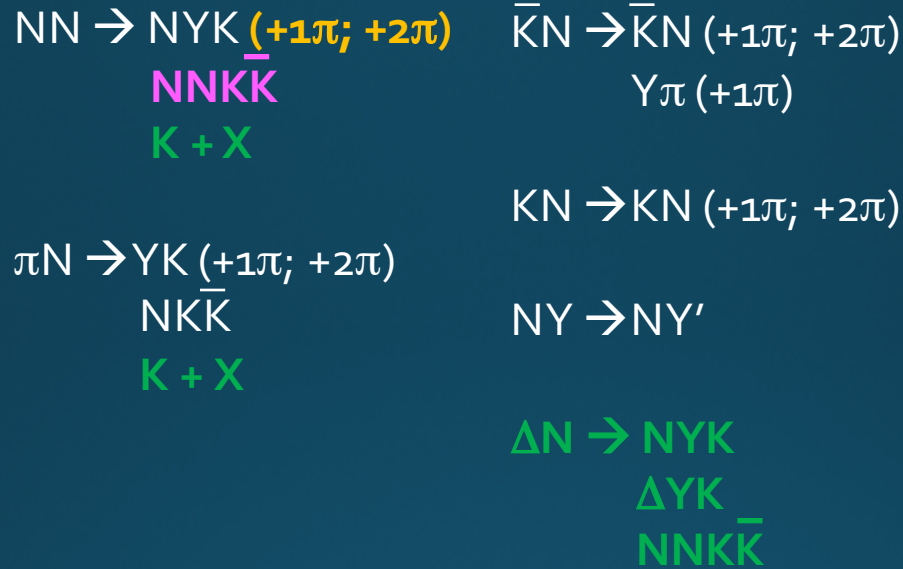 NN → NYK (+1π; +2π)
NNKK̅
K + X
πN → YK (+1π; +2π)
NKK̅
K + X
K̅N → K̅N (+1π; +2π)
Yπ (+1π)
KN → KN (+1π; +2π)
NY → NY′
ΔN → NYK
ΔYK
NNKK̅